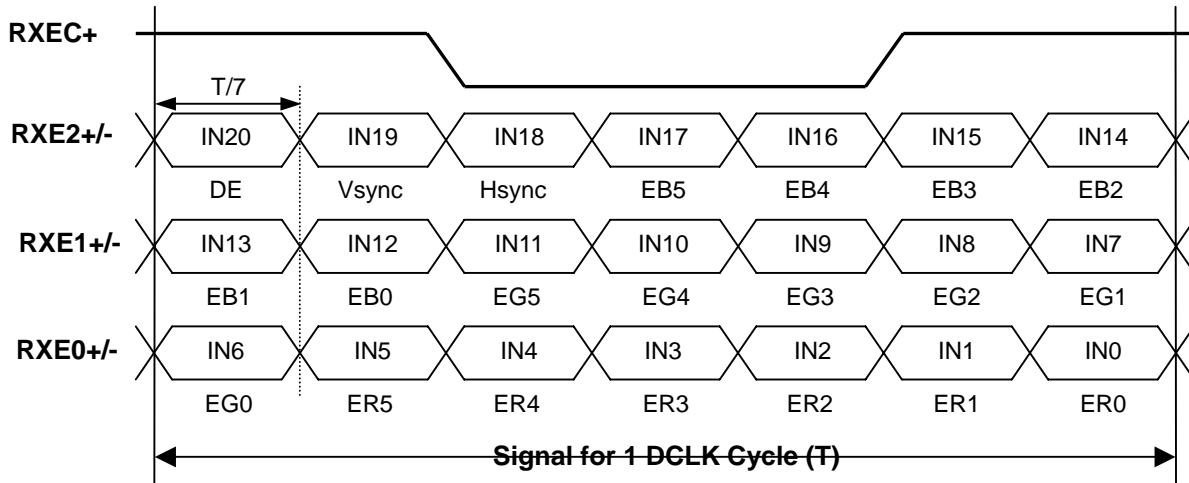 RXEC+
T/7
RXE2+/- IN20 IN19 IN18 IN17 IN16 IN15 IN14
DE Vsync Hsync EB5 EB4 EB3 EB2
RXE1+/- IN13 IN12 IN11 IN10 IN9 IN8 IN7
EB1 EB0 EG5 EG4 EG3 EG2 EG1
RXE0+/- IN6 IN5 IN4 IN3 IN2 IN1 IN0
EG0 ER5 ER4 ER3 ER2 ER1 ER0
Signal for 1 DCLK Cycle (T)